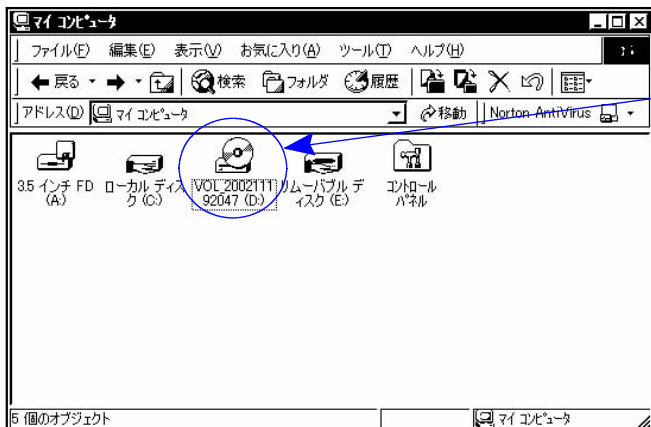 マイ コンピュータ
ファイル(F) 編集(E) 表示(V) お気に入り(A) ツール(T) ヘルプ(H)
戻る 検索 フォルダ 履歴
アドレス(D) マイ コンピュータ 移動 Norton AntiVirus
3.5 インチ FD (A:)
ローカル ディスク (C:)
VOL_2002111
92047 (D:)
リムーバブル ディスク (E:)
コントロール
パネル
5 個のオブジェクト マイ コンピュータ